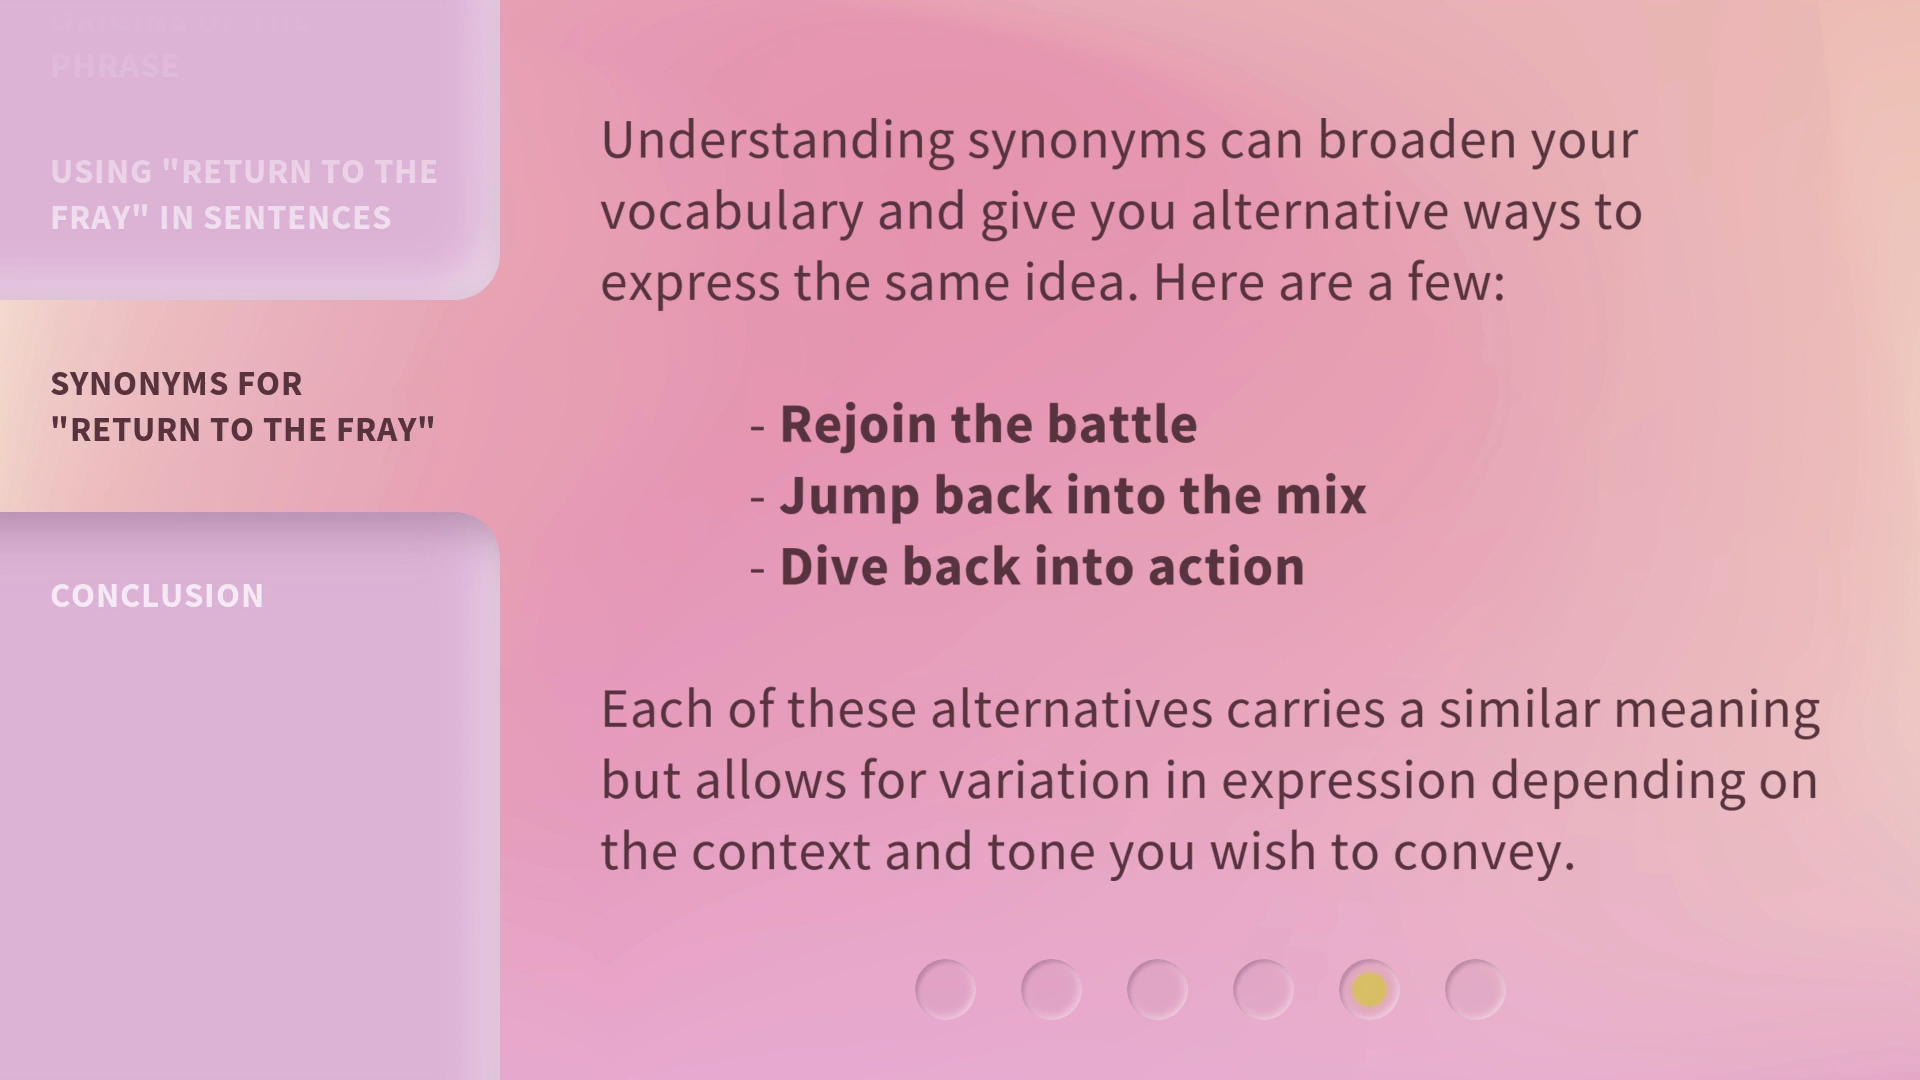 PHRASE
USING "RETURN TO THE
FRAY" IN SENTENCES
SYNONYMS FOR
"RETURN TO THE FRAY"
CONCLUSION
Understanding synonyms can broaden your
vocabulary and give you alternative ways to
express the same idea. Here are a few:
- Rejoin the battle
- Jump back into the mix
- Dive back into action
Each of these alternatives carries a similar meaning
but allows for variation in expression depending on
the context and tone you wish to convey.